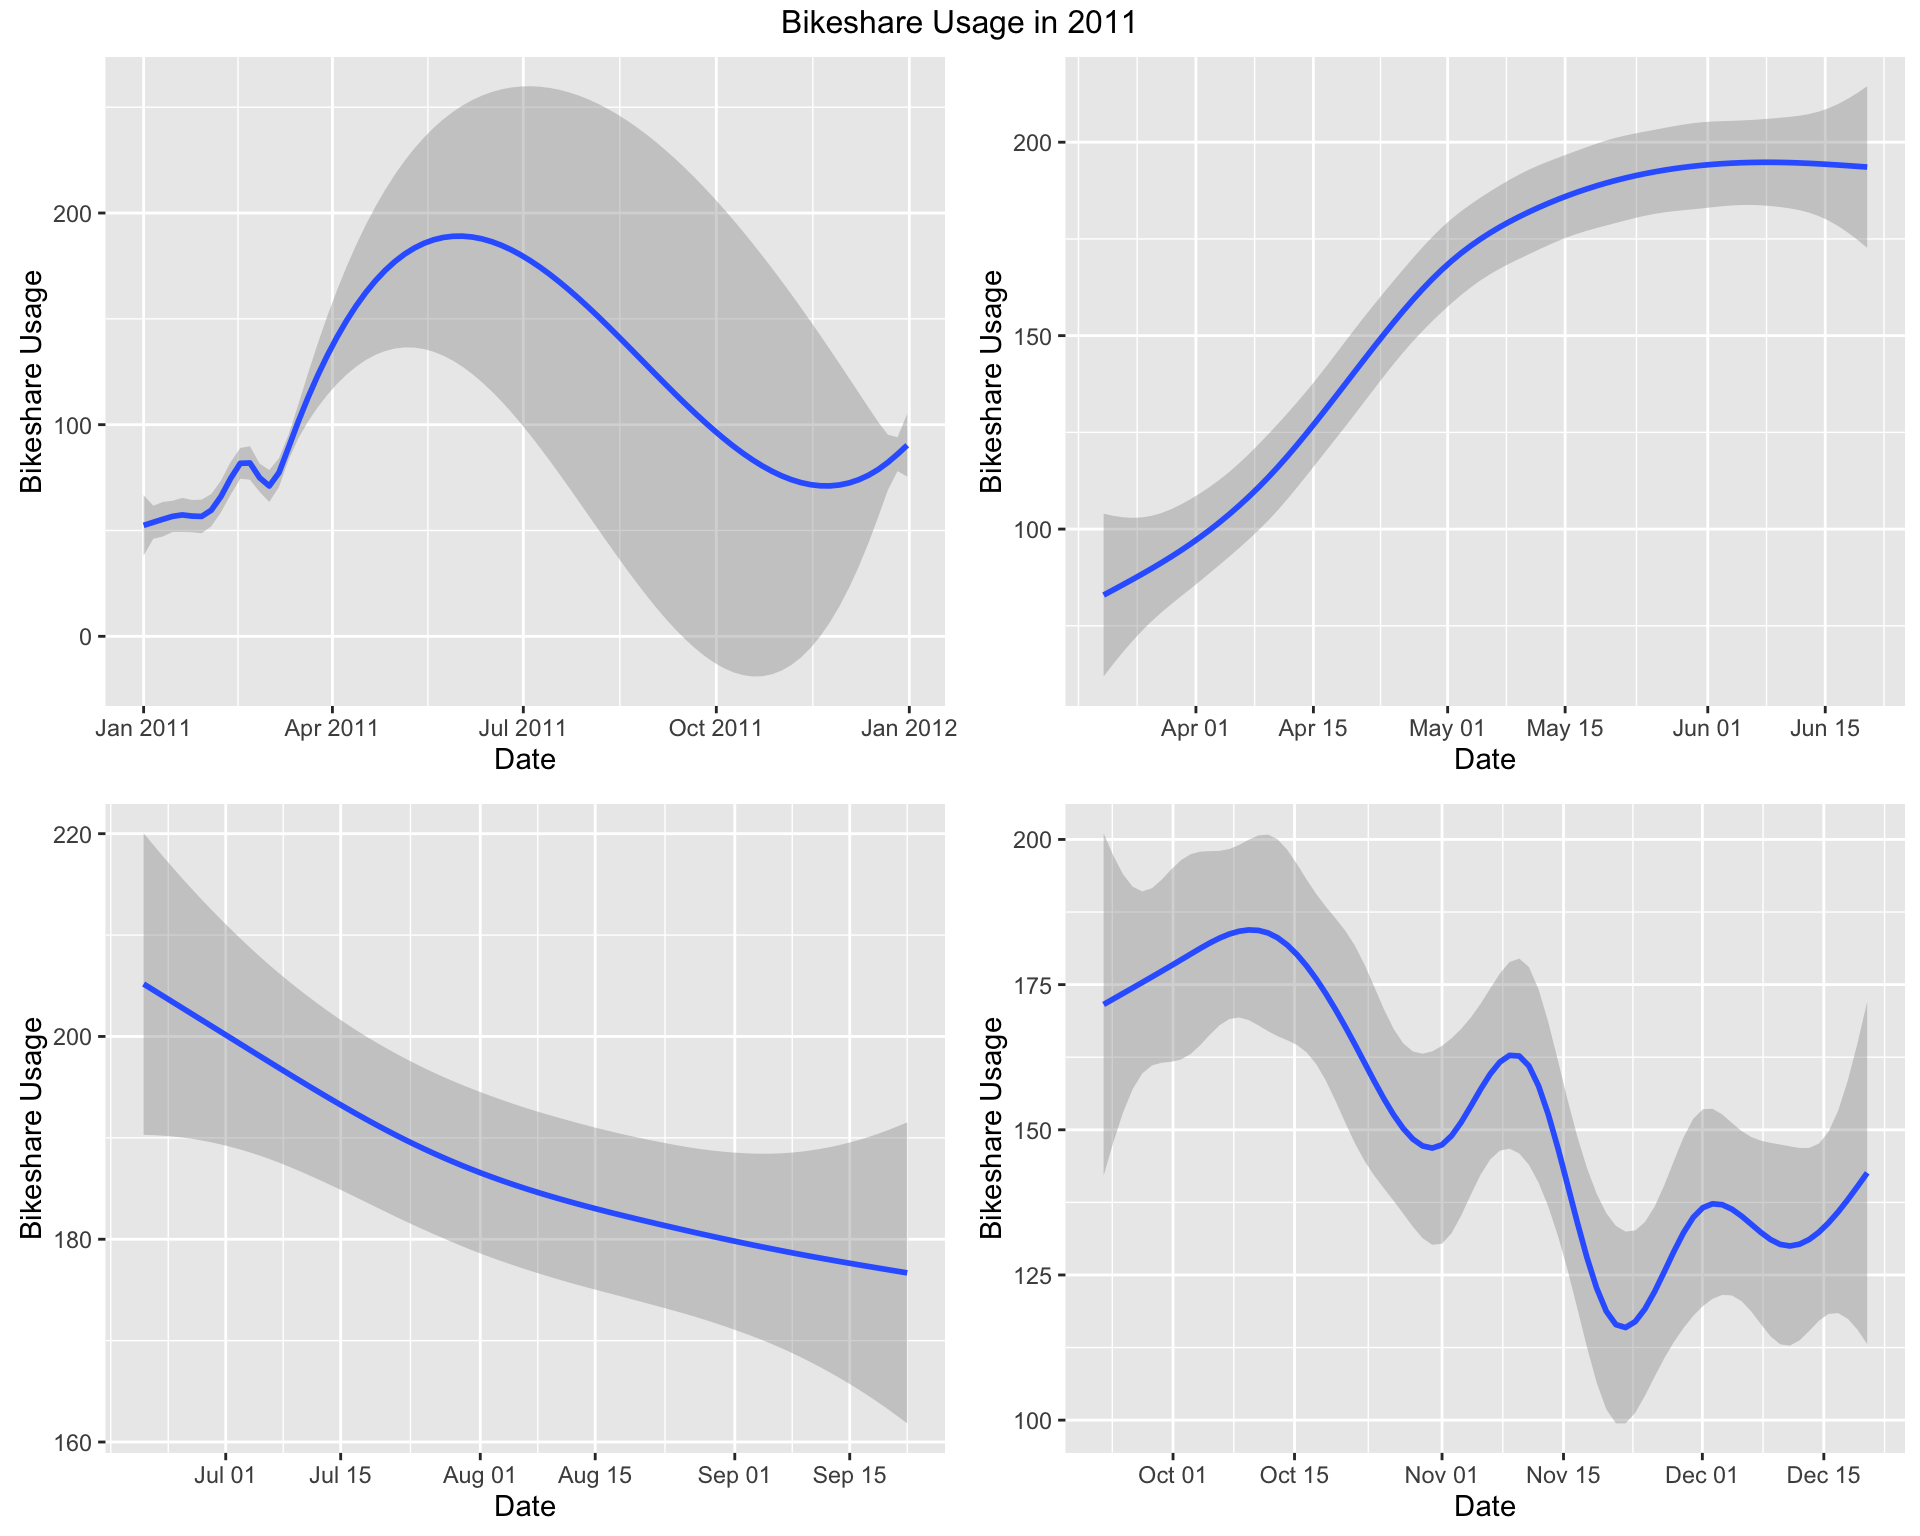 Bikeshare Usage in 2011
Bikeshare Usage
200
100
0
Jan 2011 Apr 2011 Jul 2011 Oct 2011 Jan 2012
Date
Bikeshare Usage
200
150
100
Apr 01 Apr 15 May 01 May 15 Jun 01 Jun 15
Date
Bikeshare Usage
220
200
180
160
Jul 01 Jul 15 Aug 01 Aug 15 Sep 01 Sep 15
Date
Bikeshare Usage
200
175
150
125
100
Oct 01 Oct 15 Nov 01 Nov 15 Dec 01 Dec 15
Date